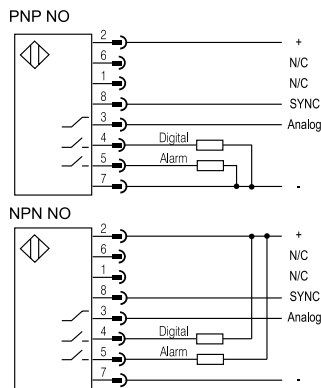 PNP NO
2 +
6 N/C
1 N/C
8 SYNC
3 Analog
4 Digital
5 Alarm
7 -
NPN NO
2 +
6 N/C
1 N/C
8 SYNC
3 Analog
4 Digital
5 Alarm
7 -